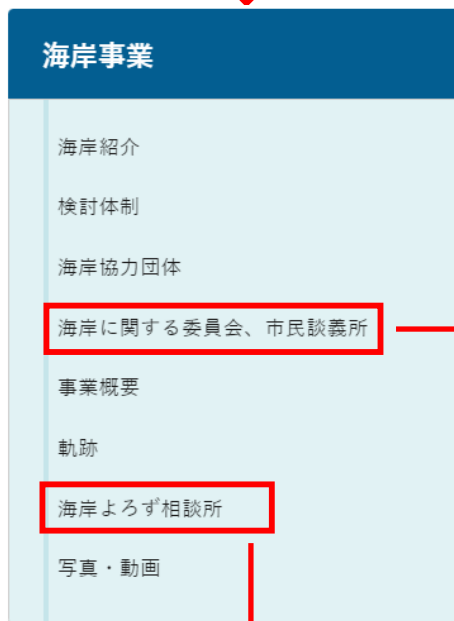 海岸事業
海岸紹介
検討体制
海岸協力団体
海岸に関する委員会、市民談義所
事業概要
軌跡
海岸よろず相談所
写真・動画